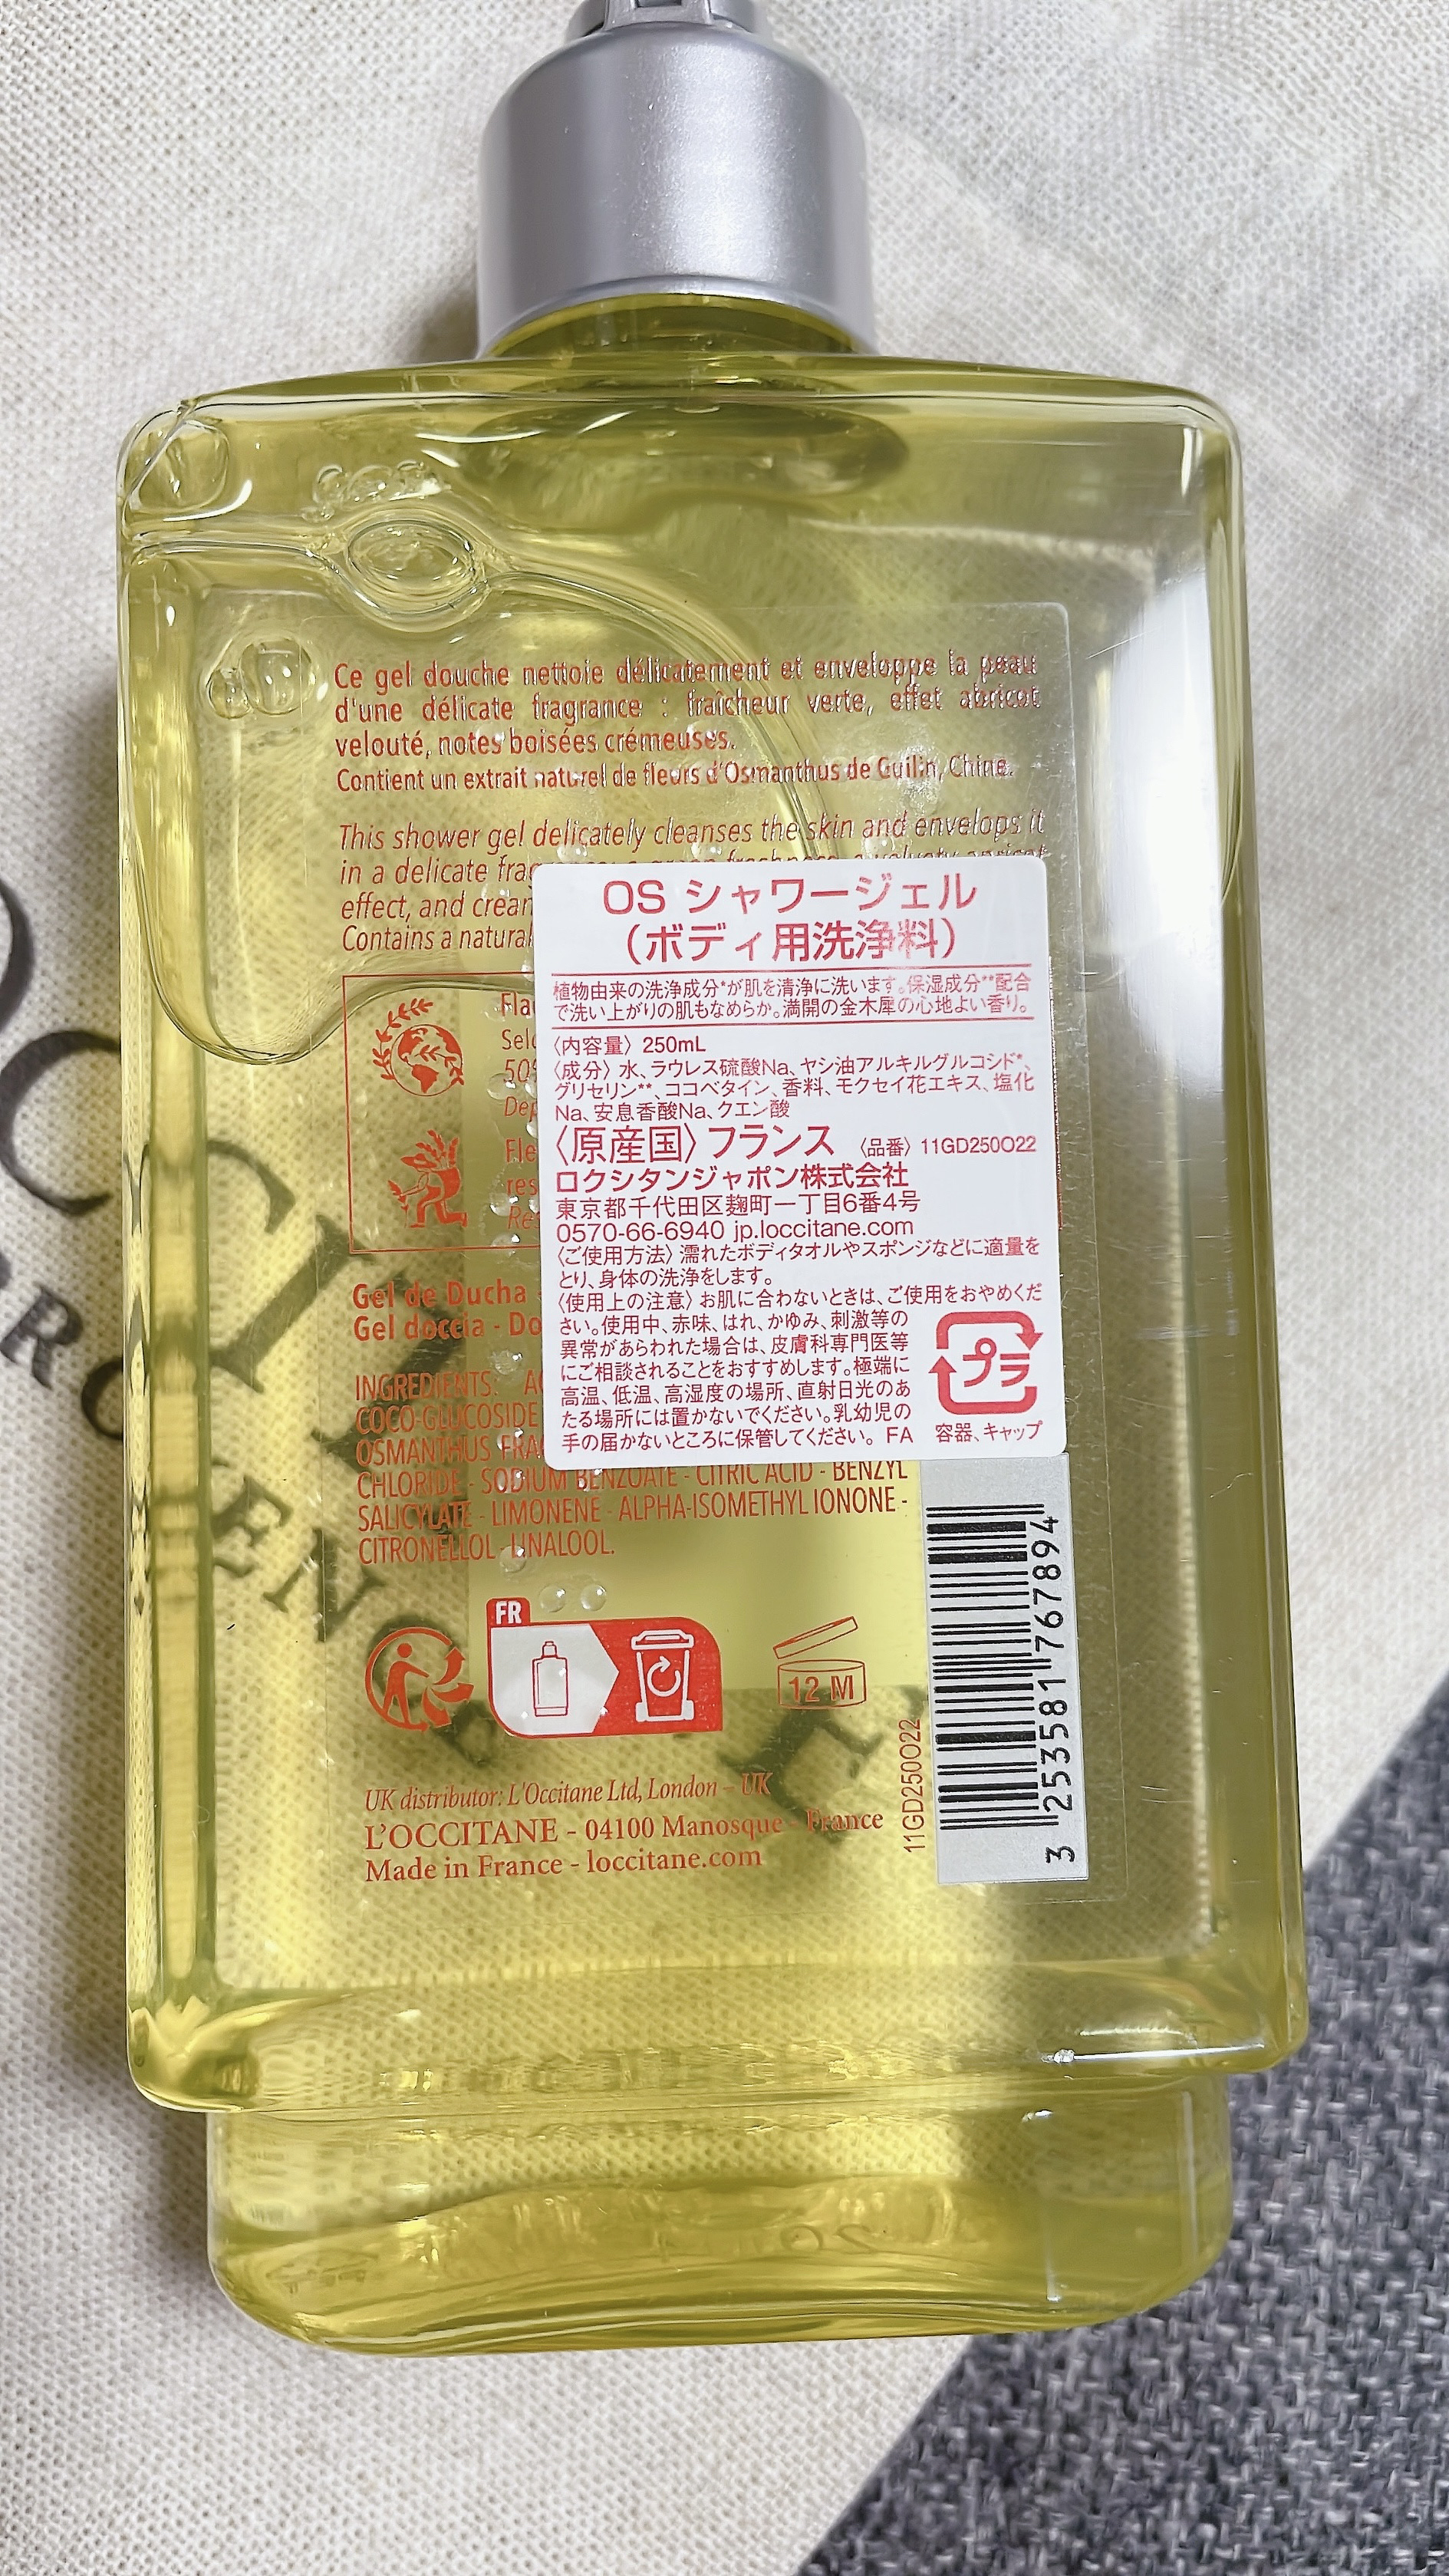 Ce gel douche nettoie délicatement et enveloppe la peau
d'une délicate fragrance : fraîcheur verte, effet abricot
velouté, notes boisées crémeuses.
Contient un extrait naturel de fleurs d'Osmanthus de Guilin, Chine.
This shower gel delicately cleanses the skin and envelops it
in a delicate
effect, and
Contains a natural
OS シャワージェル
（ボディ用洗浄料）
植物由来の洗浄成分*が肌を清浄に洗います。保湿成分**配合
で洗い上がりの肌もなめらか。満開の金木犀の心地よい香り。
〈内容量〉 250mL
〈成分〉 水、ラウレス硫酸Na、ヤシ油アルキルグルコシド*、
グリセリン**、ココベタイン、香料、モクセイ花エキス、塩化
Na、安息香酸Na、クエン酸
〈原産国〉フランス 〈品番〉 11GD250O22
ロクシタンジャポン株式会社
東京都千代田区麹町一丁目6番4号
0570-66-6940 jp.loccitane.com
〈ご使用方法〉 濡れたボディタオルやスポンジなどに適量を
とり、身体の洗浄をします。
〈使用上の注意〉 お肌に合わないときは、ご使用をおやめくだ
さい。使用中、赤味、はれ、かゆみ、刺激等の
異常があらわれた場合は、皮膚科専門医等
にご相談されることをおすすめします。極端に
高温、低温、高湿度の場所、直射日光のあ
たる場所には置かないでください。乳幼児の
手の届かないところに保管してください。 FA
プラ
容器、キャップ
Gel de Ducha
Gel doccia -
INGREDIENTS:
COCO-GLUCOSIDE
OSMANTHUS
CHLORIDE - SODIUM BENZOATE - CITRIC ACID - BENZYL
SALICYLATE - LIMONENE - ALPHA-ISOMETHYL IONONE -
CITRONELLOL - LINALOOL.
FR
12 M
UK distributor: L'Occitane Ltd, London – UK
L'OCCITANE - 04100 Manosque - France
Made in France - loccitane.com
11GD250O22
3 253581 767894